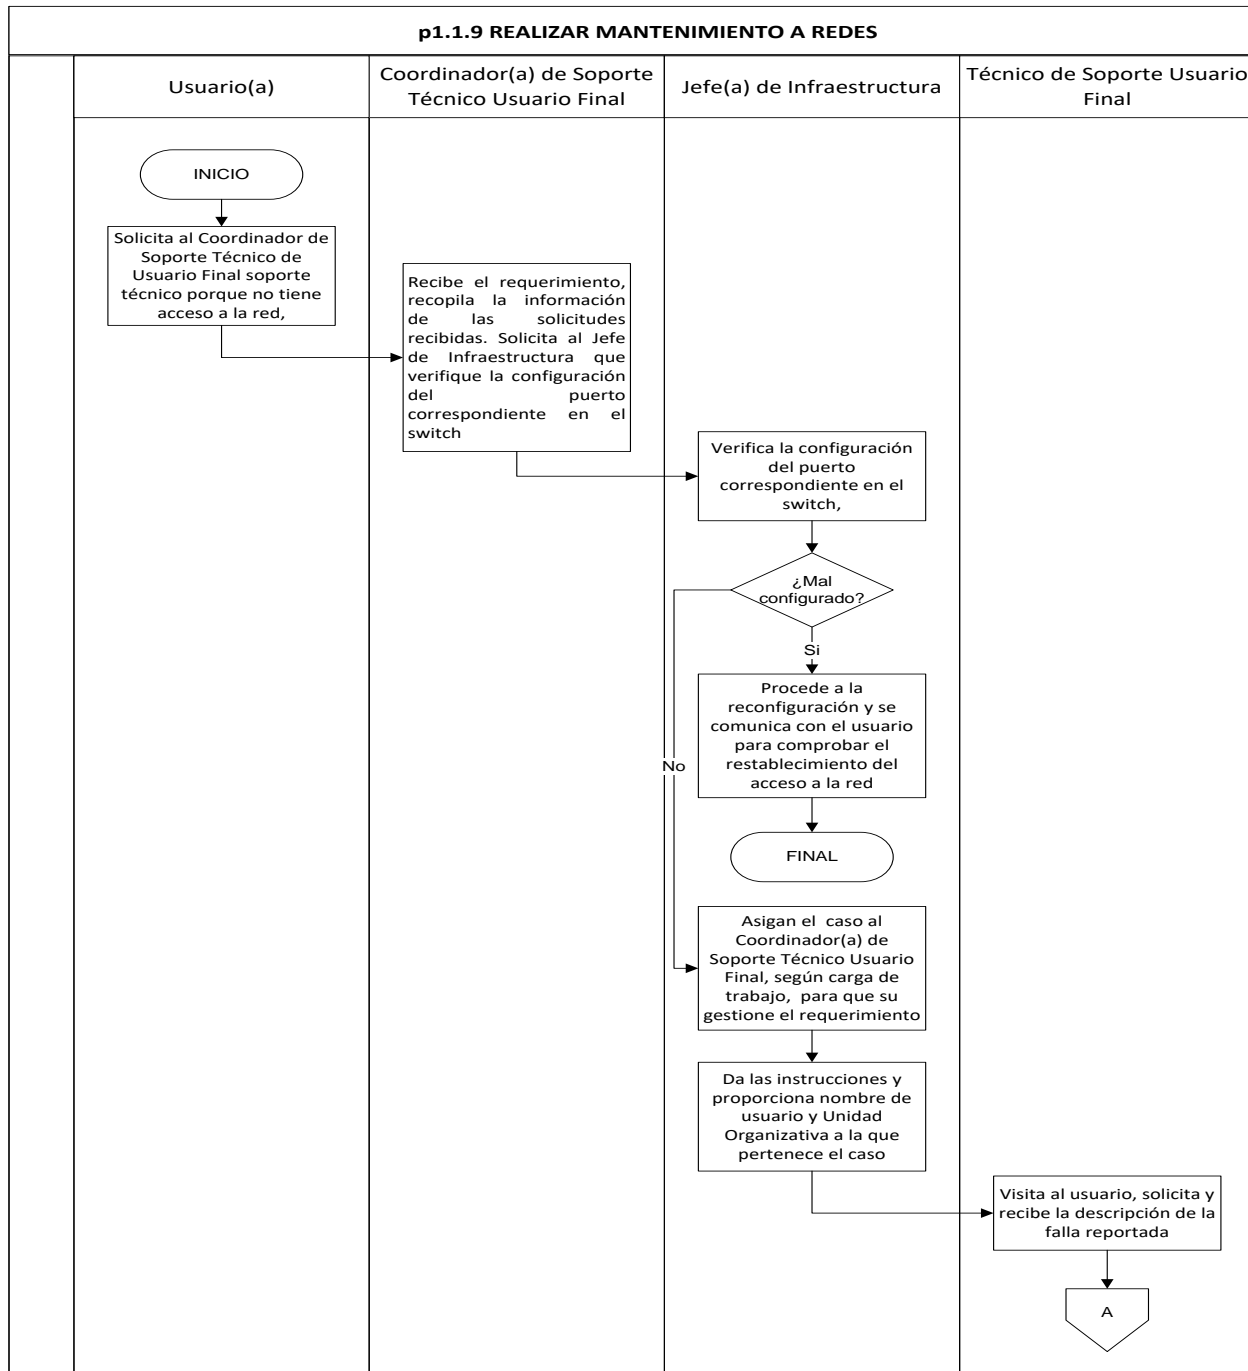 p1.1.9 REALIZAR MANTENIMIENTO A REDES
Usuario(a)
Coordinador(a) de Soporte
Técnico Usuario Final
Jefe(a) de Infraestructura
Técnico de Soporte Usuario
Final
INICIO
Solicita al Coordinador de
Soporte Técnico de
Usuario Final soporte
técnico porque no tiene
acceso a la red,
Recibe el requerimiento,
recopila la información
de las solicitudes
recibidas. Solicita al Jefe
de Infraestructura que
verifique la configuración
del puerto
correspondiente en el
switch
Verifica la configuración
del puerto
correspondiente en el
switch,
¿Mal
configurado?
Si
Procede a la
reconfiguración y se
comunica con el usuario
para comprobar el
restablecimiento del
acceso a la red
No
FINAL
Asigan el caso al
Coordinador(a) de
Soporte Técnico Usuario
Final, según carga de
trabajo, para que su
gestione el requerimiento
Da las instrucciones y
proporciona nombre de
usuario y Unidad
Organizativa a la que
pertenece el caso
Visita al usuario, solicita y
recibe la descripción de la
falla reportada
A